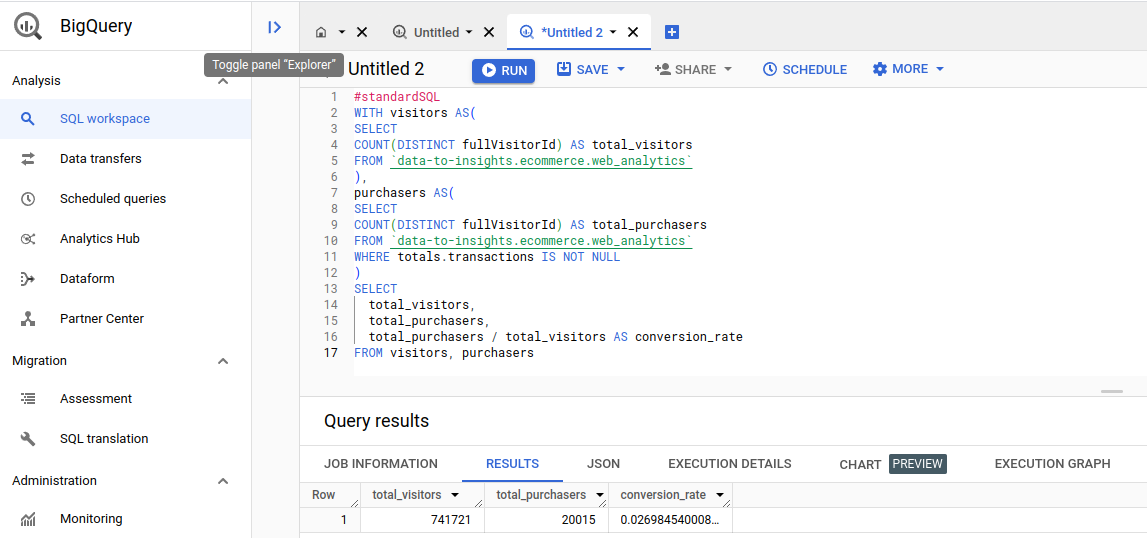 BigQuery
Untitled
*Untitled 2
Toggle panel “Explorer”
Untitled 2
RUN
SAVE
SHARE
SCHEDULE
MORE
Analysis
SQL workspace
Data transfers
Scheduled queries
Analytics Hub
Dataform
Partner Center
Migration
Assessment
SQL translation
Administration
Monitoring
1 #standardSQL
2 WITH visitors AS(
3 SELECT
4 COUNT(DISTINCT fullVisitorId) AS total_visitors
5 FROM `data-to-insights.ecommerce.web_analytics`
6 ),
7 purchasers AS(
8 SELECT
9 COUNT(DISTINCT fullVisitorId) AS total_purchasers
10 FROM `data-to-insights.ecommerce.web_analytics`
11 WHERE totals.transactions IS NOT NULL
12 )
13 SELECT
14 total_visitors,
15 total_purchasers,
16 total_purchasers / total_visitors AS conversion_rate
17 FROM visitors, purchasers
Query results
JOB INFORMATION RESULTS JSON EXECUTION DETAILS CHART PREVIEW EXECUTION GRAPH
Row total_visitors total_purchasers conversion_rate
1 741721 20015 0.026984540008...